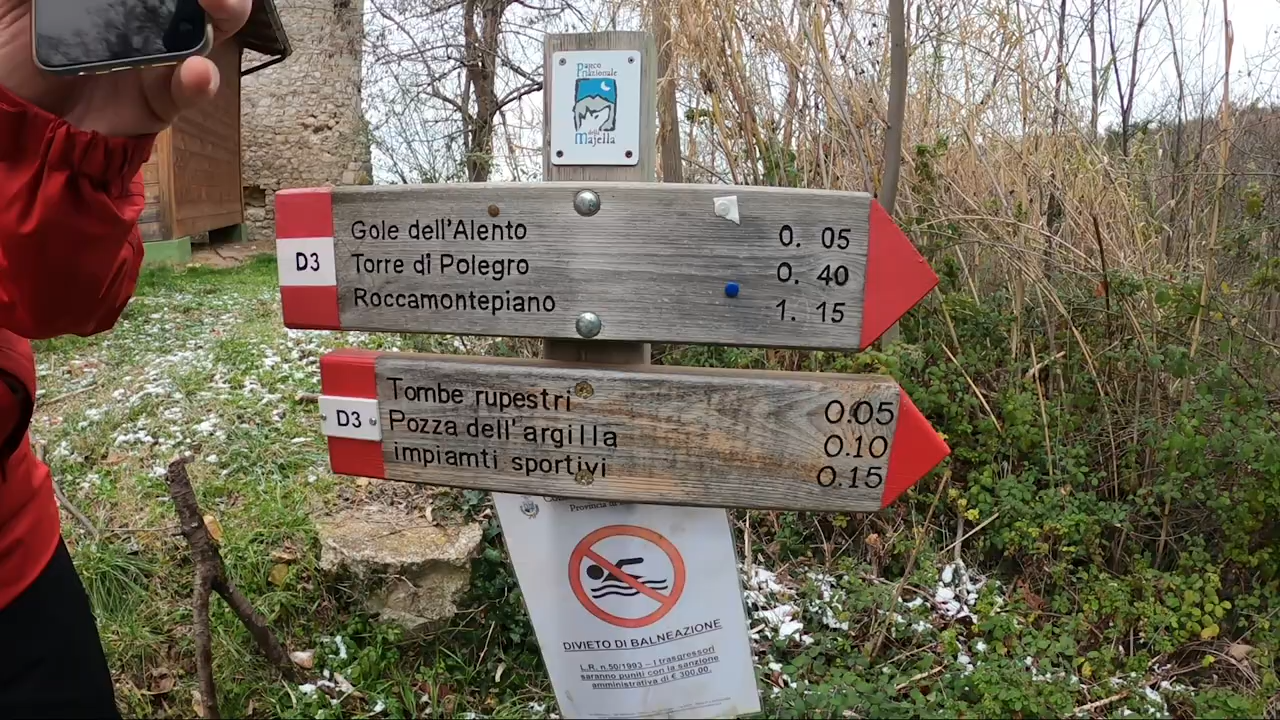 Parco
Nazionale
della
Majella
D3
Gole dell'Alento 0. 05
Torre di Polegro 0. 40
Roccamontepiano 1. 15
D3
Tombe rupestri 0.05
Pozza dell'argilla 0.10
impiamti sportivi 0.15
Provincia
DIVIETO DI BALNEAZIONE
L.R. n.50/1993 – I trasgressori
saranno puniti con la sanzione
amministrativa di € 300,00.